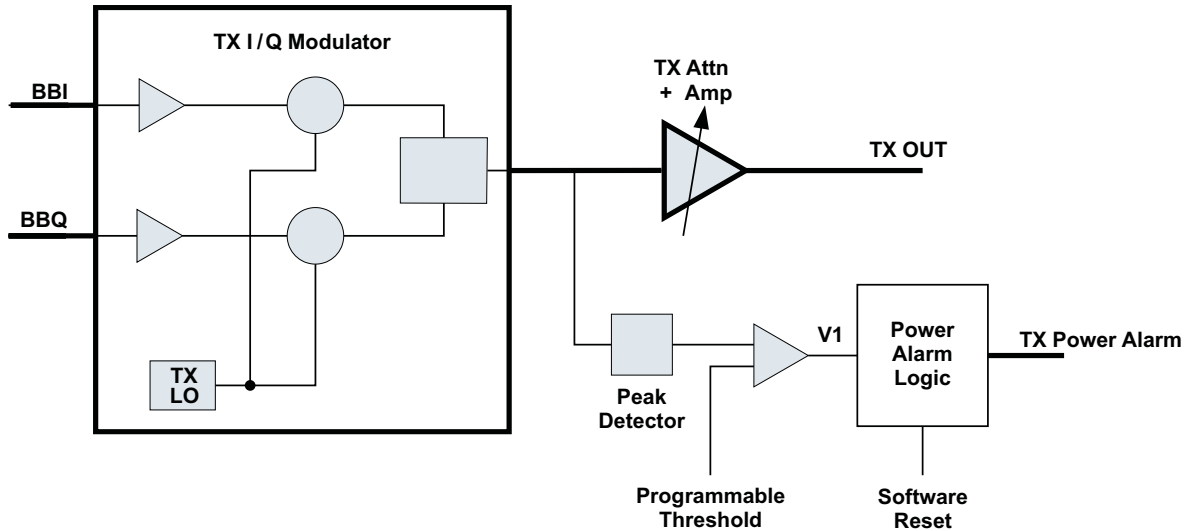 TX I/Q Modulator
BBI
BBQ
TX
LO
TX Attn
+ Amp
TX OUT
Peak
Detector
V1
Power
Alarm
Logic
TX Power Alarm
Programmable
Threshold
Software
Reset